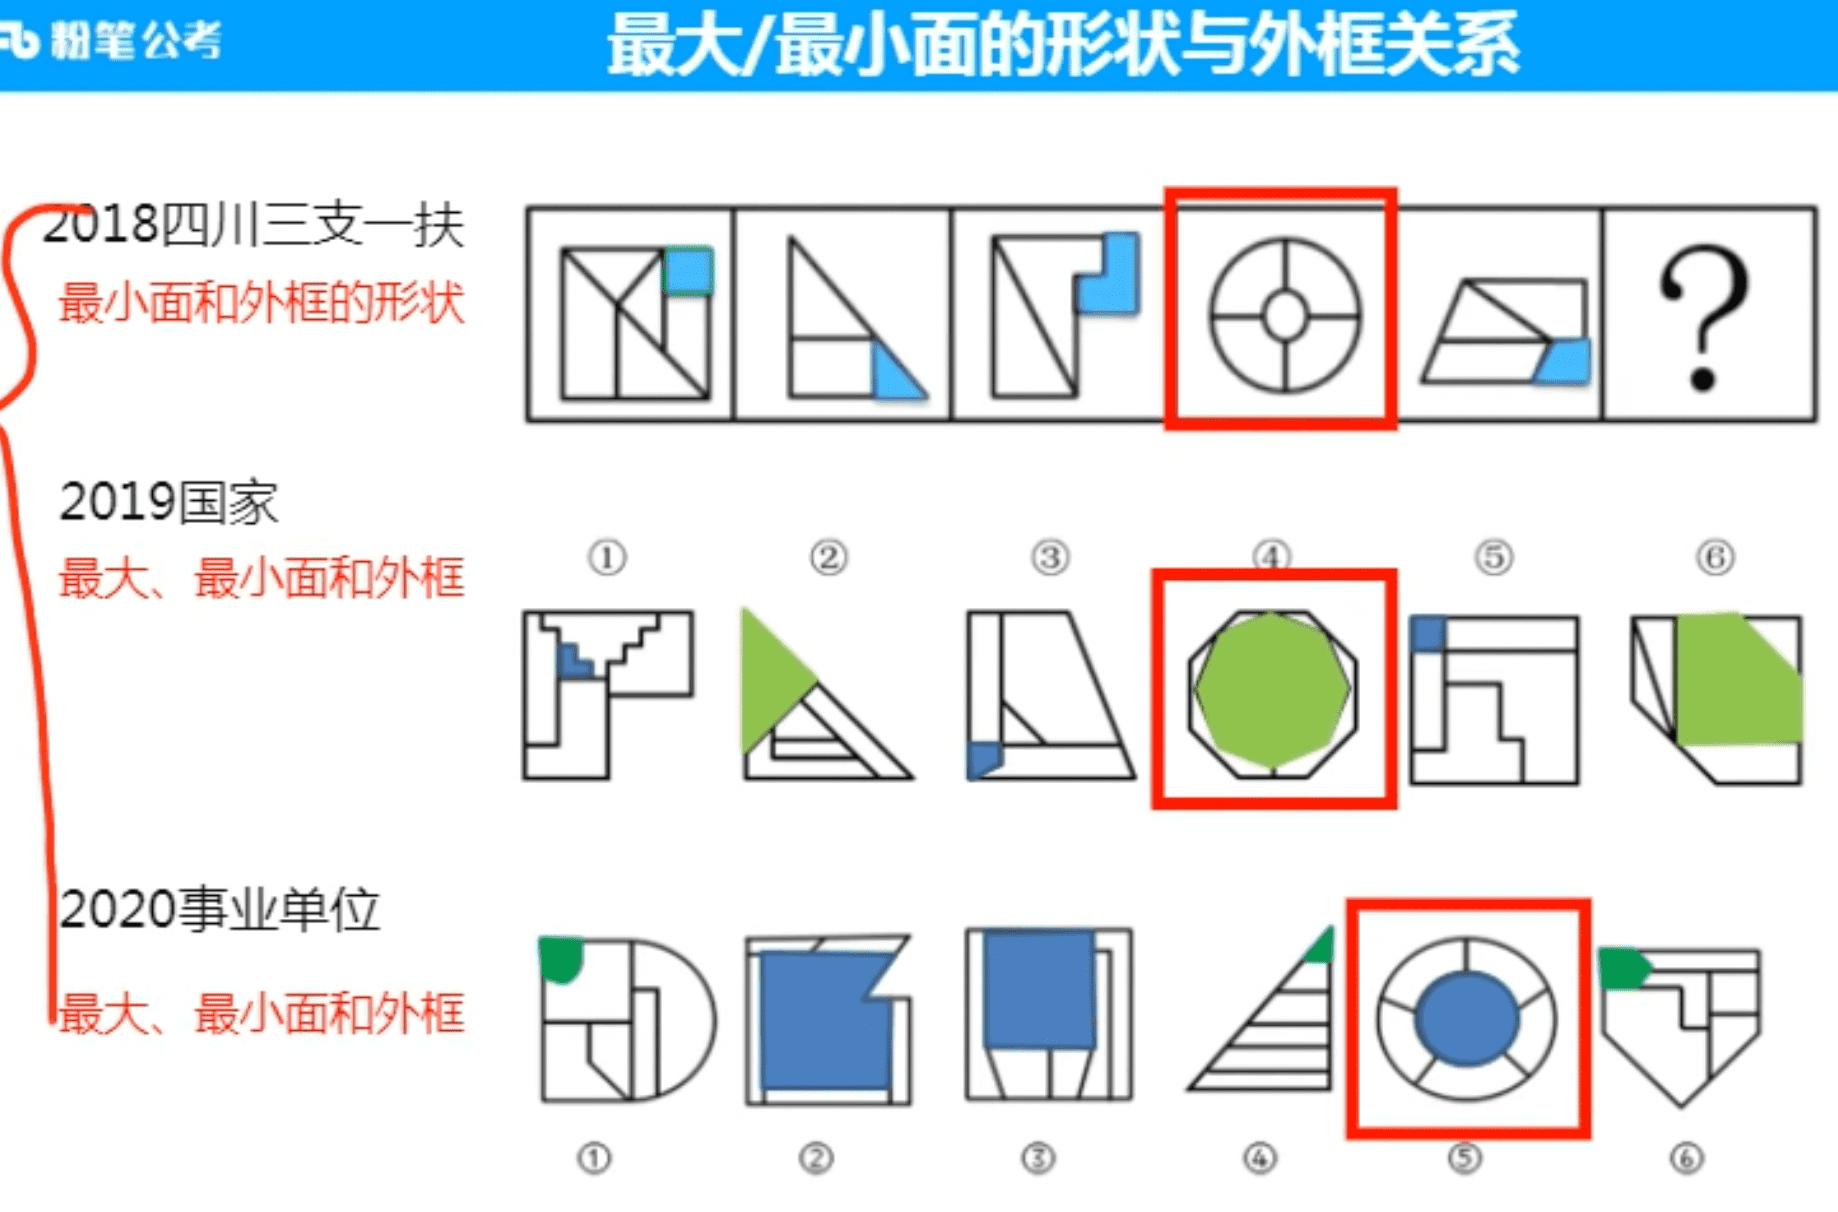 粉笔公考
最大/最小面的形状与外框关系
2018四川三支一扶
最小面和外框的形状
?
2019国家
最大、最小面和外框
① ② ③ ④ ⑤ ⑥
2020事业单位
最大、最小面和外框
① ② ③ ④ ⑤ ⑥